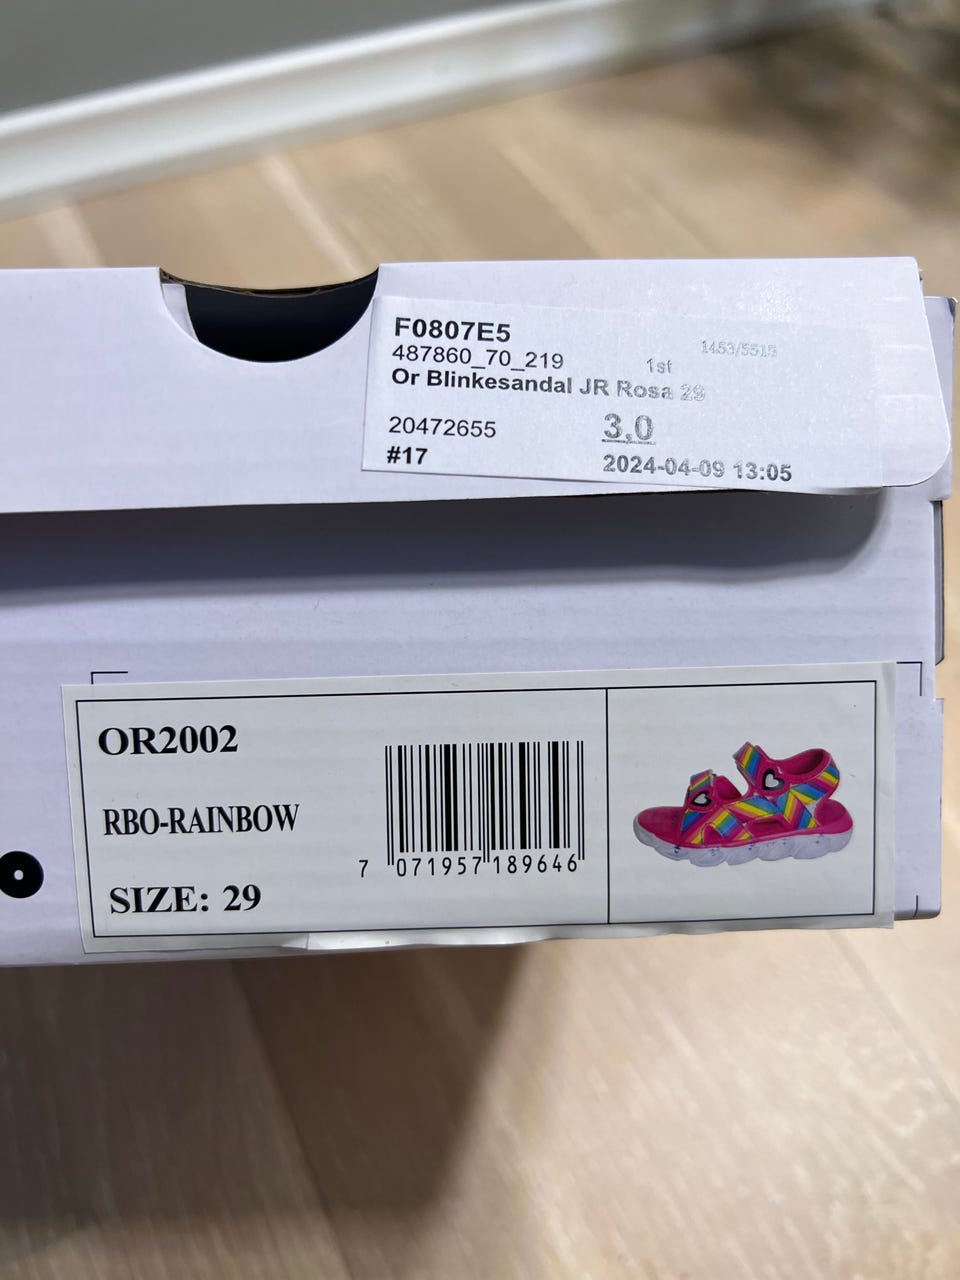 F0807E5
1453/5515
487860_70_219 1st
Or Blinkesandal JR Rosa 29
20472655 3,0
#17 2024-04-09 13:05
OR2002
RBO-RAINBOW
7 071957 189646
SIZE: 29